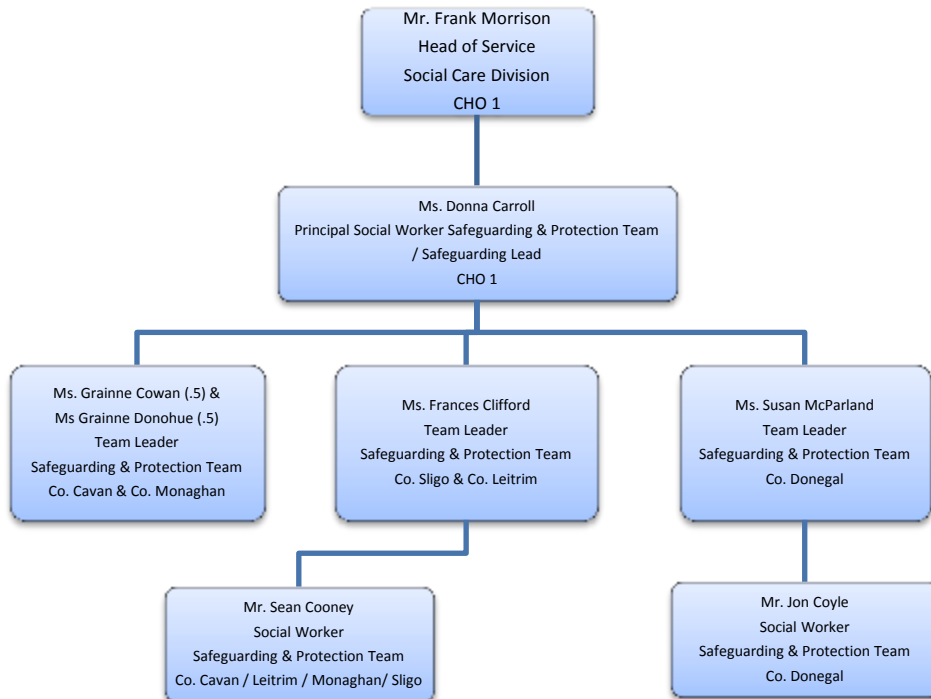 Mr. Frank Morrison
Head of Service
Social Care Division
CHO 1
Ms. Donna Carroll
Principal Social Worker Safeguarding & Protection Team
/ Safeguarding Lead
CHO 1
Ms. Grainne Cowan (.5) &
Ms Grainne Donohue (.5)
Team Leader
Safeguarding & Protection Team
Co. Cavan & Co. Monaghan
Ms. Frances Clifford
Team Leader
Safeguarding & Protection Team
Co. Sligo & Co. Leitrim
Ms. Susan McParland
Team Leader
Safeguarding & Protection Team
Co. Donegal
Mr. Sean Cooney
Social Worker
Safeguarding & Protection Team
Co. Cavan / Leitrim / Monaghan/ Sligo
Mr. Jon Coyle
Social Worker
Safeguarding & Protection Team
Co. Donegal